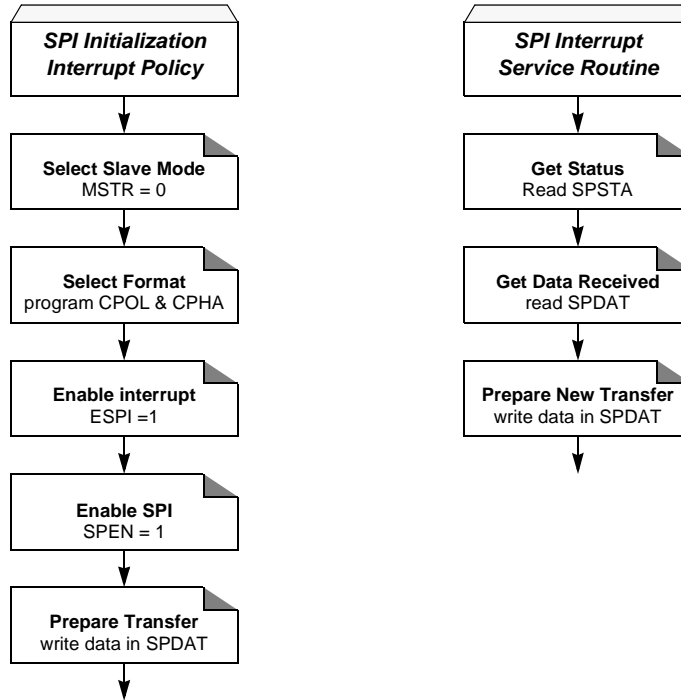 SPI Initialization
Interrupt Policy
Select Slave Mode
MSTR = 0
Select Format
program CPOL & CPHA
Enable interrupt
ESPI =1
Enable SPI
SPEN = 1
Prepare Transfer
write data in SPDAT
SPI Interrupt
Service Routine
Get Status
Read SPSTA
Get Data Received
read SPDAT
Prepare New Transfer
write data in SPDAT